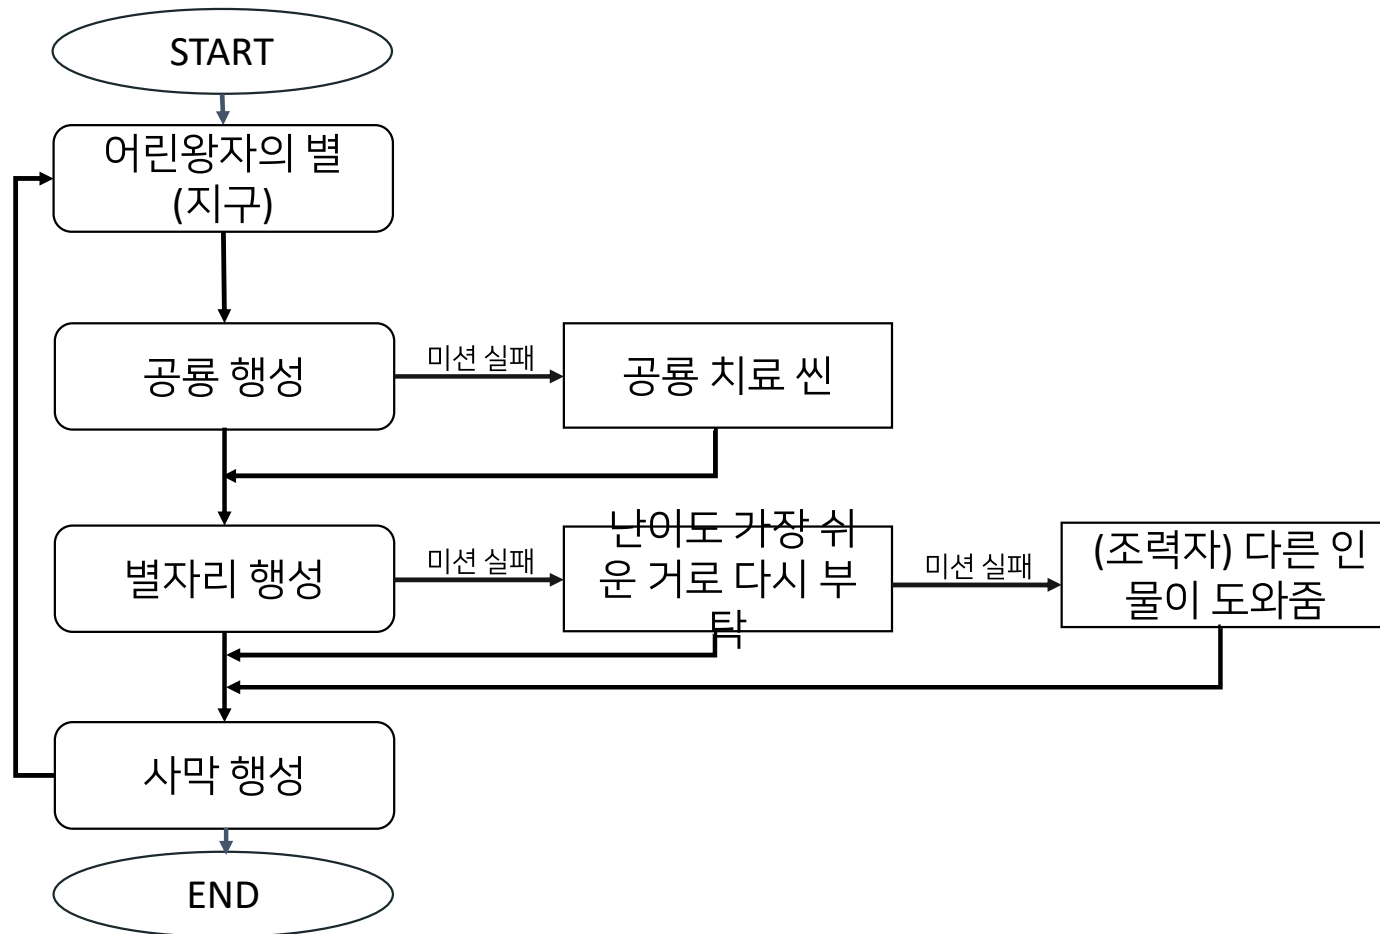 START
어린왕자의 별
(지구)
공룡 행성
미션 실패
공룡 치료 씬
별자리 행성
미션 실패
난이도 가장 쉬
운 거로 다시 부
탁
미션 실패
(조력자) 다른 인
물이 도와줌
사막 행성
END